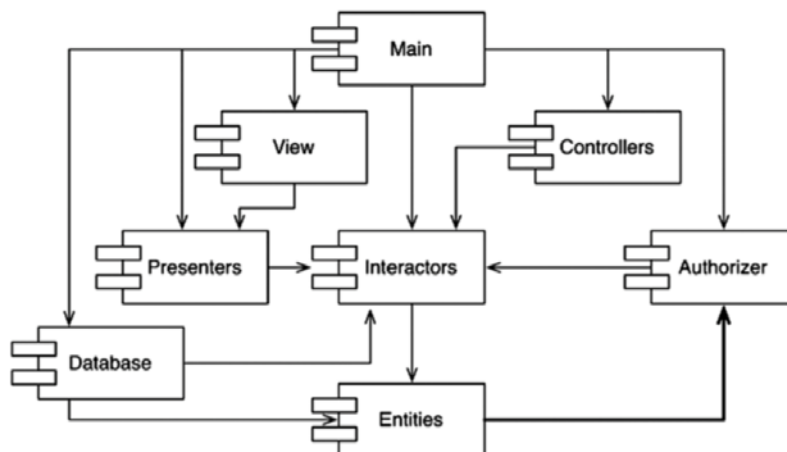 Main
View
Controllers
Presenters
Interactors
Authorizer
Database
Entities